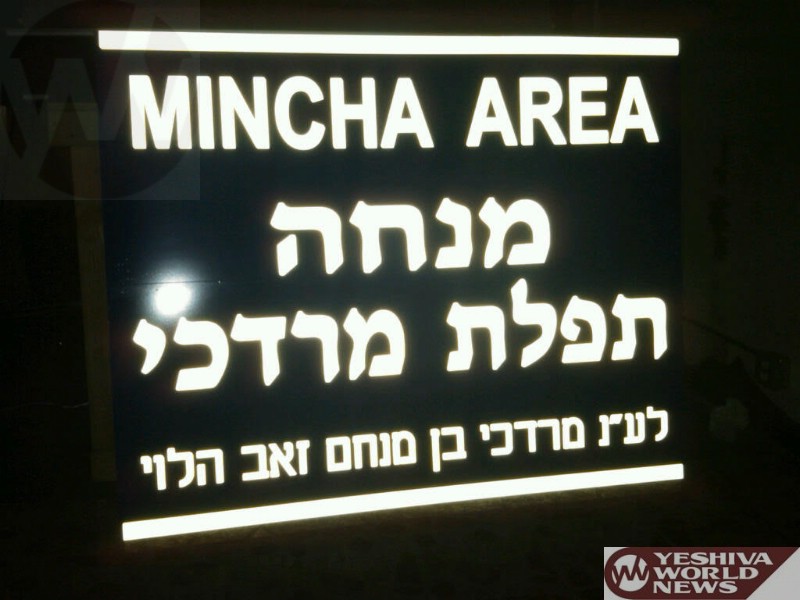 MINCHA AREA
מנחה
תפלת מרדכי
לע"נ מרדכי בן מנחם זאב הלוי
YESHIVA
WORLD
NEWS